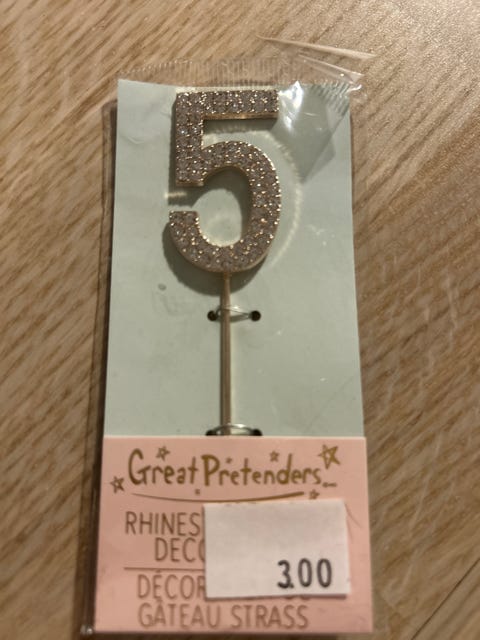 5
Great Pretenders
RHINES
DECO
3.00
DÉCOR
GÂTEAU STRASS